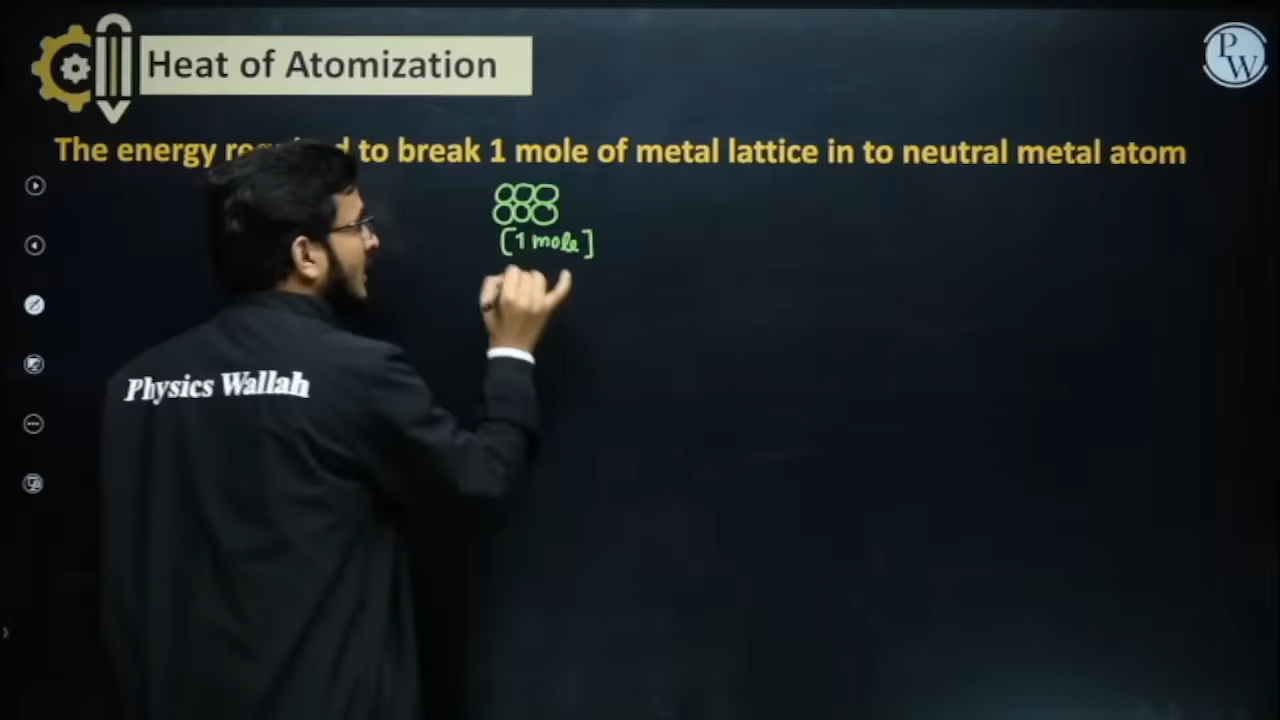 Heat of Atomization
PW
The energy to break 1 mole of metal lattice in to neutral metal atom
[1 mole]
Physics Wallah